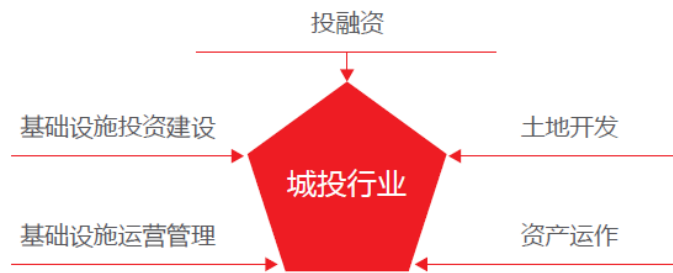 投融资
基础设施投资建设
土地开发
城投行业
基础设施运营管理
资产运作